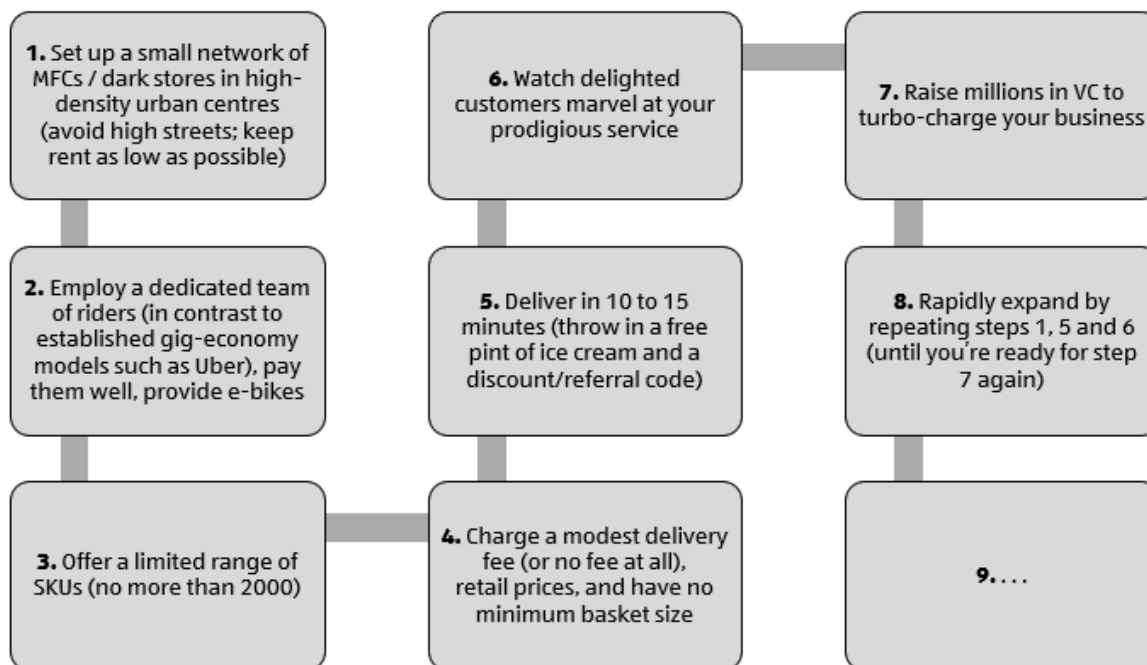 1. Set up a small network of
MFCs / dark stores in high-
density urban centres
(avoid high streets; keep
rent as low as possible)
2. Employ a dedicated team
of riders (in contrast to
established gig-economy
models such as Uber), pay
them well, provide e-bikes
3. Offer a limited range of
SKUs (no more than 2000)
4. Charge a modest delivery
fee (or no fee at all),
retail prices, and have no
minimum basket size
5. Deliver in 10 to 15
minutes (throw in a free
pint of ice cream and a
discount/referral code)
6. Watch delighted
customers marvel at your
prodigious service
7. Raise millions in VC to
turbo-charge your business
8. Rapidly expand by
repeating steps 1, 5 and 6
(until you're ready for step
7 again)
9. . . .